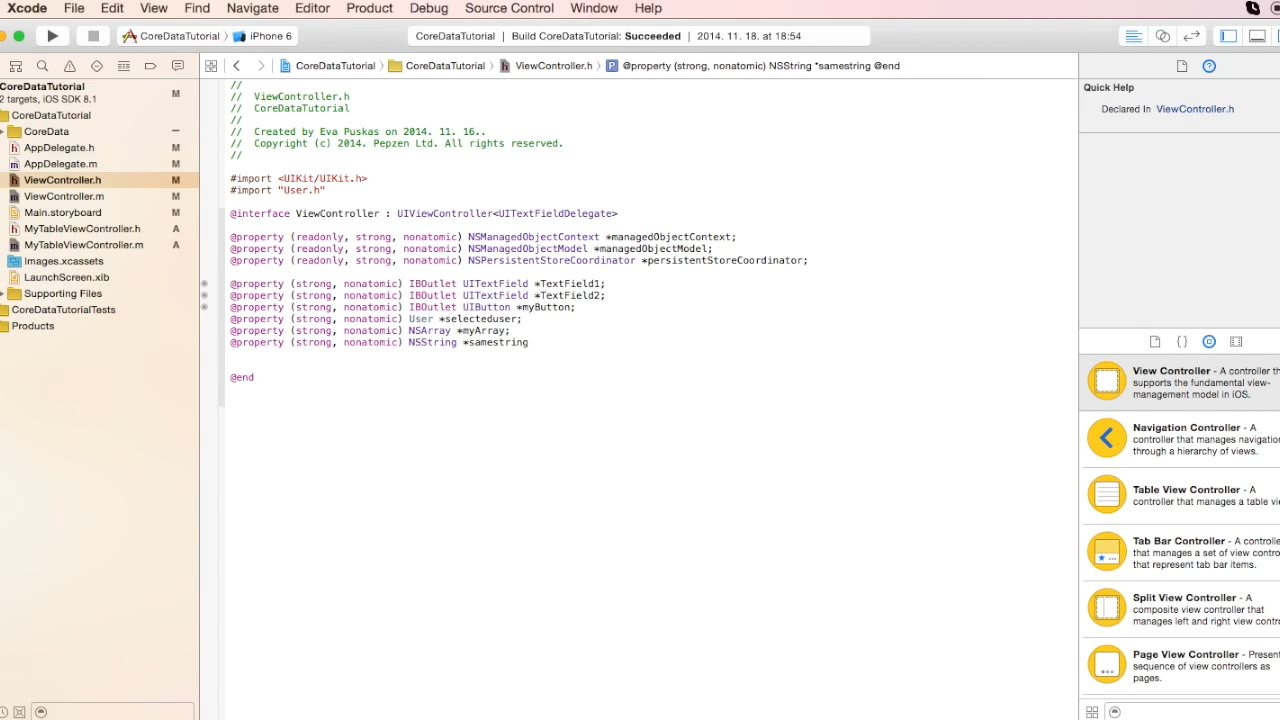 Xcode File Edit View Find Navigate Editor Product Debug Source Control Window Help
CoreDataTutorial iPhone 6 CoreDataTutorial | Build CoreDataTutorial: Succeeded | 2014. 11. 18. at 18:54
CoreDataTutorial CoreDataTutorial ViewController.h @property (strong, nonatomic) NSString *samestring @end
CoreDataTutorial M
2 targets, iOS SDK 8.1
CoreDataTutorial
CoreData –
AppDelegate.h M
AppDelegate.m M
ViewController.h M
ViewController.m M
Main.storyboard M
MyTableViewController.h A
MyTableViewController.m A
Images.xcassets
LaunchScreen.xib
Supporting Files
CoreDataTutorialTests
Products
//
// ViewController.h
// CoreDataTutorial
//
// Created by Eva Puskas on 2014. 11. 16..
// Copyright (c) 2014. Pepzen Ltd. All rights reserved.
//
#import <UIKit/UIKit.h>
#import "User.h"
@interface ViewController : UIViewController<UITextFieldDelegate>
@property (readonly, strong, nonatomic) NSManagedObjectContext *managedObjectContext;
@property (readonly, strong, nonatomic) NSManagedObjectModel *managedObjectModel;
@property (readonly, strong, nonatomic) NSPersistentStoreCoordinator *persistentStoreCoordinator;
@property (strong, nonatomic) IBOutlet UITextField *TextField1;
@property (strong, nonatomic) IBOutlet UITextField *TextField2;
@property (strong, nonatomic) IBOutlet UIButton *myButton;
@property (strong, nonatomic) User *selecteduser;
@property (strong, nonatomic) NSArray *myArray;
@property (strong, nonatomic) NSString *samestring
@end
Quick Help
Declared In ViewController.h
{ }
View Controller - A controller th
supports the fundamental view-
management model in iOS.
Navigation Controller - A
controller that manages navigatio
through a hierarchy of views.
Table View Controller - A
controller that manages a table vi
Tab Bar Controller - A controlle
that manages a set of view contro
that represent tab bar items.
Split View Controller - A
composite view controller that
manages left and right view contro
Page View Controller - Present
sequence of view controllers as
pages.